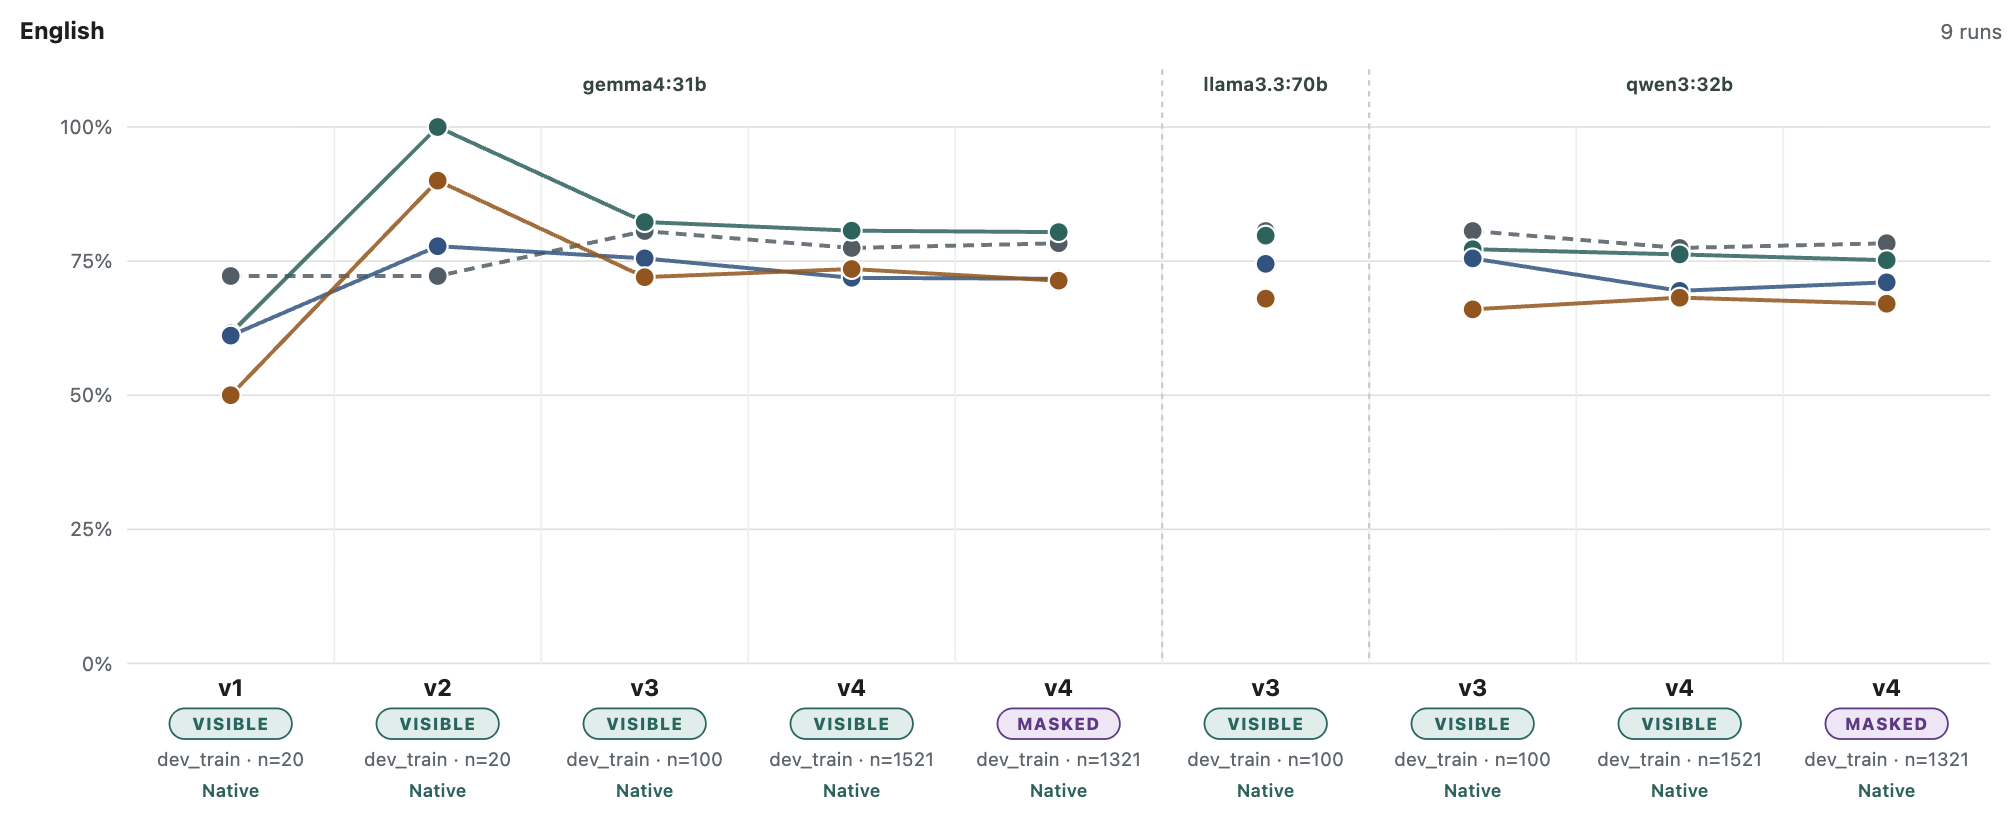 English
9 runs
gemma4:31b
llama3.3:70b
qwen3:32b
100%
75%
50%
25%
0%
v1 v2 v3 v4 v4 v3 v3 v4 v4
VISIBLE VISIBLE VISIBLE VISIBLE MASKED VISIBLE VISIBLE VISIBLE MASKED
dev_train · n=20 dev_train · n=20 dev_train · n=100 dev_train · n=1521 dev_train · n=1321 dev_train · n=100 dev_train · n=100 dev_train · n=1521 dev_train · n=1321
Native Native Native Native Native Native Native Native Native